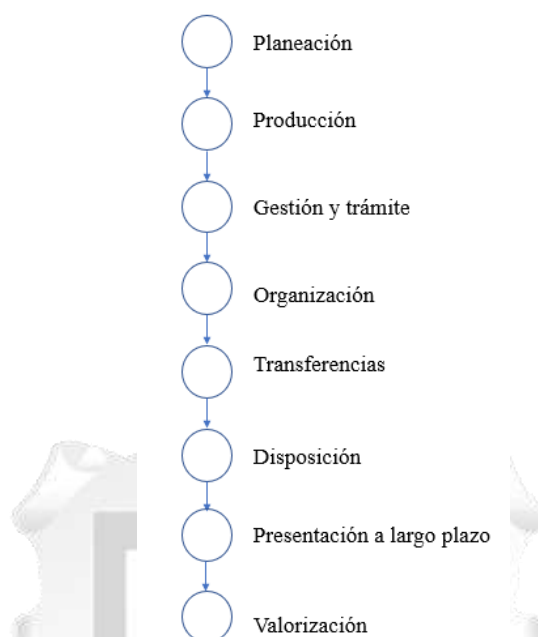 Planeación
Producción
Gestión y trámite
Organización
Transferencias
Disposición
Presentación a largo plazo
Valorización